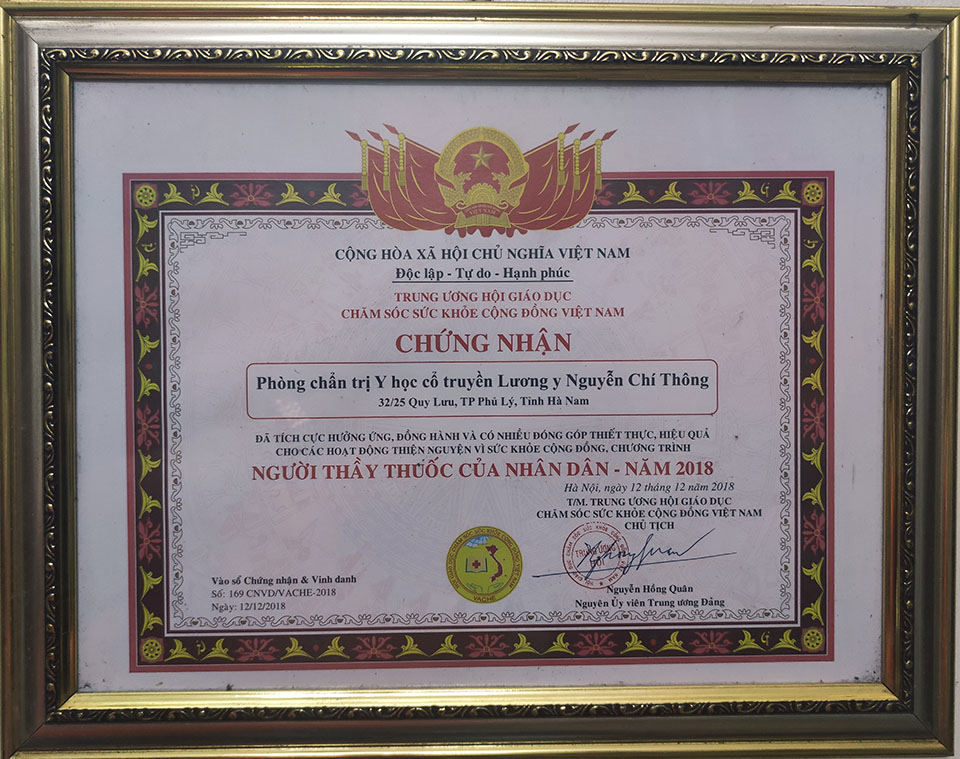 CỘNG HÒA XÃ HỘI CHỦ NGHĨA VIỆT NAM
Độc lập - Tự do - Hạnh phúc
TRUNG ƯƠNG HỘI GIÁO DỤC
CHĂM SÓC SỨC KHỎE CỘNG ĐỒNG VIỆT NAM
CHỨNG NHẬN
Phòng chẩn trị Y học cổ truyền Lương y Nguyễn Chí Thông
32/25 Quy Lưu, TP Phủ Lý, Tỉnh Hà Nam
ĐÃ TÍCH CỰC HƯỞNG ỨNG, ĐỒNG HÀNH VÀ CÓ NHIỀU ĐÓNG GÓP THIẾT THỰC, HIỆU QUẢ
CHO CÁC HOẠT ĐỘNG THIỆN NGUYỆN VÌ SỨC KHỎE CỘNG ĐỒNG, CHƯƠNG TRÌNH
NGƯỜI THẦY THUỐC CỦA NHÂN DÂN - NĂM 2018
Hà Nội, ngày 12 tháng 12 năm 2018
T/M. TRUNG ƯƠNG HỘI GIÁO DỤC
CHĂM SÓC SỨC KHỎE CỘNG ĐỒNG VIỆT NAM
CHỦ TỊCH
TRUNG ƯƠNG
HỘI
VACHE
Nguyễn Hồng Quân
Nguyên Ủy viên Trung ương Đảng
Vào sổ Chứng nhận & Vinh danh
Số: 169 CNVD/VACHE-2018
Ngày: 12/12/2018